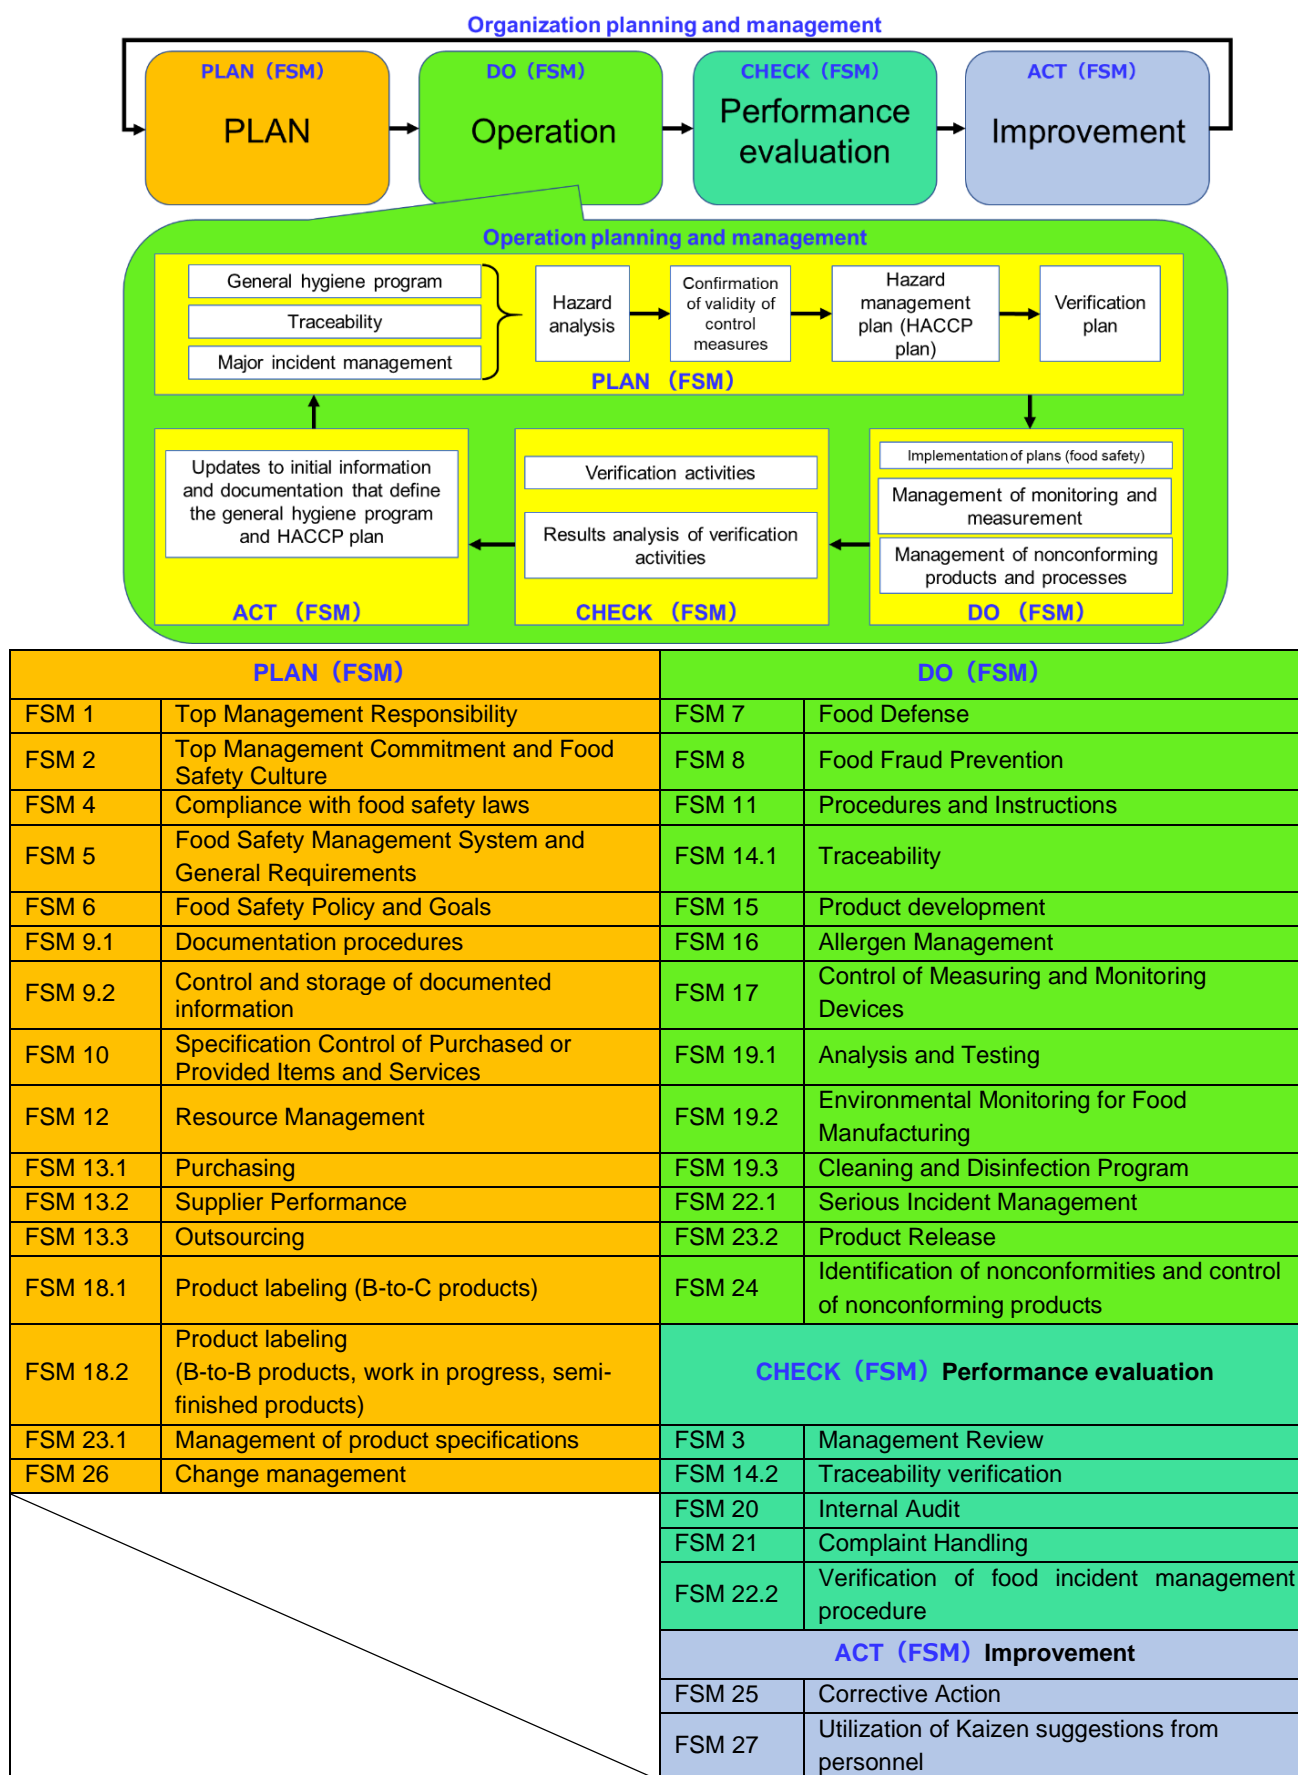 Organization planning and management
PLAN（FSM）
PLAN
DO（FSM）
Operation
CHECK（FSM）
Performance
evaluation
ACT（FSM）
Improvement
Operation planning and management
General hygiene program
Traceability
Major incident management
Hazard
analysis
Confirmation
of validity of
control
measures
Hazard
management
plan (HACCP
plan)
Verification
plan
PLAN （FSM）
Updates to initial information
and documentation that define
the general hygiene program
and HACCP plan
ACT （FSM）
Verification activities
Results analysis of verification
activities
CHECK （FSM）
Implementation of plans (food safety)
Management of monitoring and
measurement
Management of nonconforming
products and processes
DO （FSM）
PLAN（FSM）
FSM 1 Top Management Responsibility
FSM 2 Top Management Commitment and Food
Safety Culture
FSM 4 Compliance with food safety laws
FSM 5 Food Safety Management System and
General Requirements
FSM 6 Food Safety Policy and Goals
FSM 9.1 Documentation procedures
FSM 9.2 Control and storage of documented
information
FSM 10 Specification Control of Purchased or
Provided Items and Services
FSM 12 Resource Management
FSM 13.1 Purchasing
FSM 13.2 Supplier Performance
FSM 13.3 Outsourcing
FSM 18.1 Product labeling (B-to-C products)
FSM 18.2 Product labeling
(B-to-B products, work in progress, semi-
finished products)
FSM 23.1 Management of product specifications
FSM 26 Change management
DO（FSM）
FSM 7 Food Defense
FSM 8 Food Fraud Prevention
FSM 11 Procedures and Instructions
FSM 14.1 Traceability
FSM 15 Product development
FSM 16 Allergen Management
FSM 17 Control of Measuring and Monitoring
Devices
FSM 19.1 Analysis and Testing
FSM 19.2 Environmental Monitoring for Food
Manufacturing
FSM 19.3 Cleaning and Disinfection Program
FSM 22.1 Serious Incident Management
FSM 23.2 Product Release
FSM 24 Identification of nonconformities and control
of nonconforming products
CHECK（FSM）Performance evaluation
FSM 3 Management Review
FSM 14.2 Traceability verification
FSM 20 Internal Audit
FSM 21 Complaint Handling
FSM 22.2 Verification of food incident management
procedure
ACT（FSM）Improvement
FSM 25 Corrective Action
FSM 27 Utilization of Kaizen suggestions from
personnel